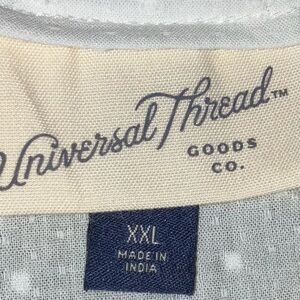 Universal Thread™
GOODS
CO.
XXL
MADE IN
INDIA